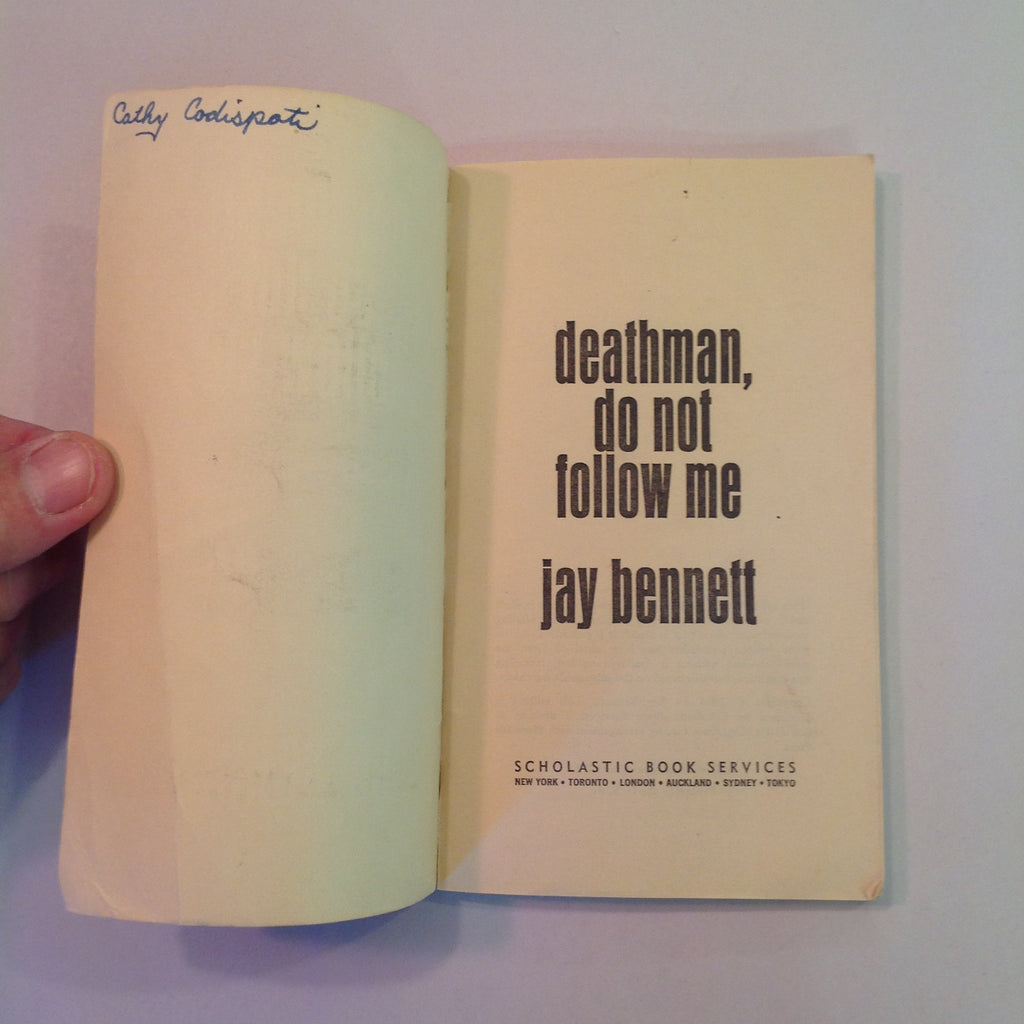 Cathy Codispoti
deathman,
do not
follow me
jay bennett
SCHOLASTIC BOOK SERVICES
NEW YORK • TORONTO • LONDON • AUCKLAND • SYDNEY • TOKYO